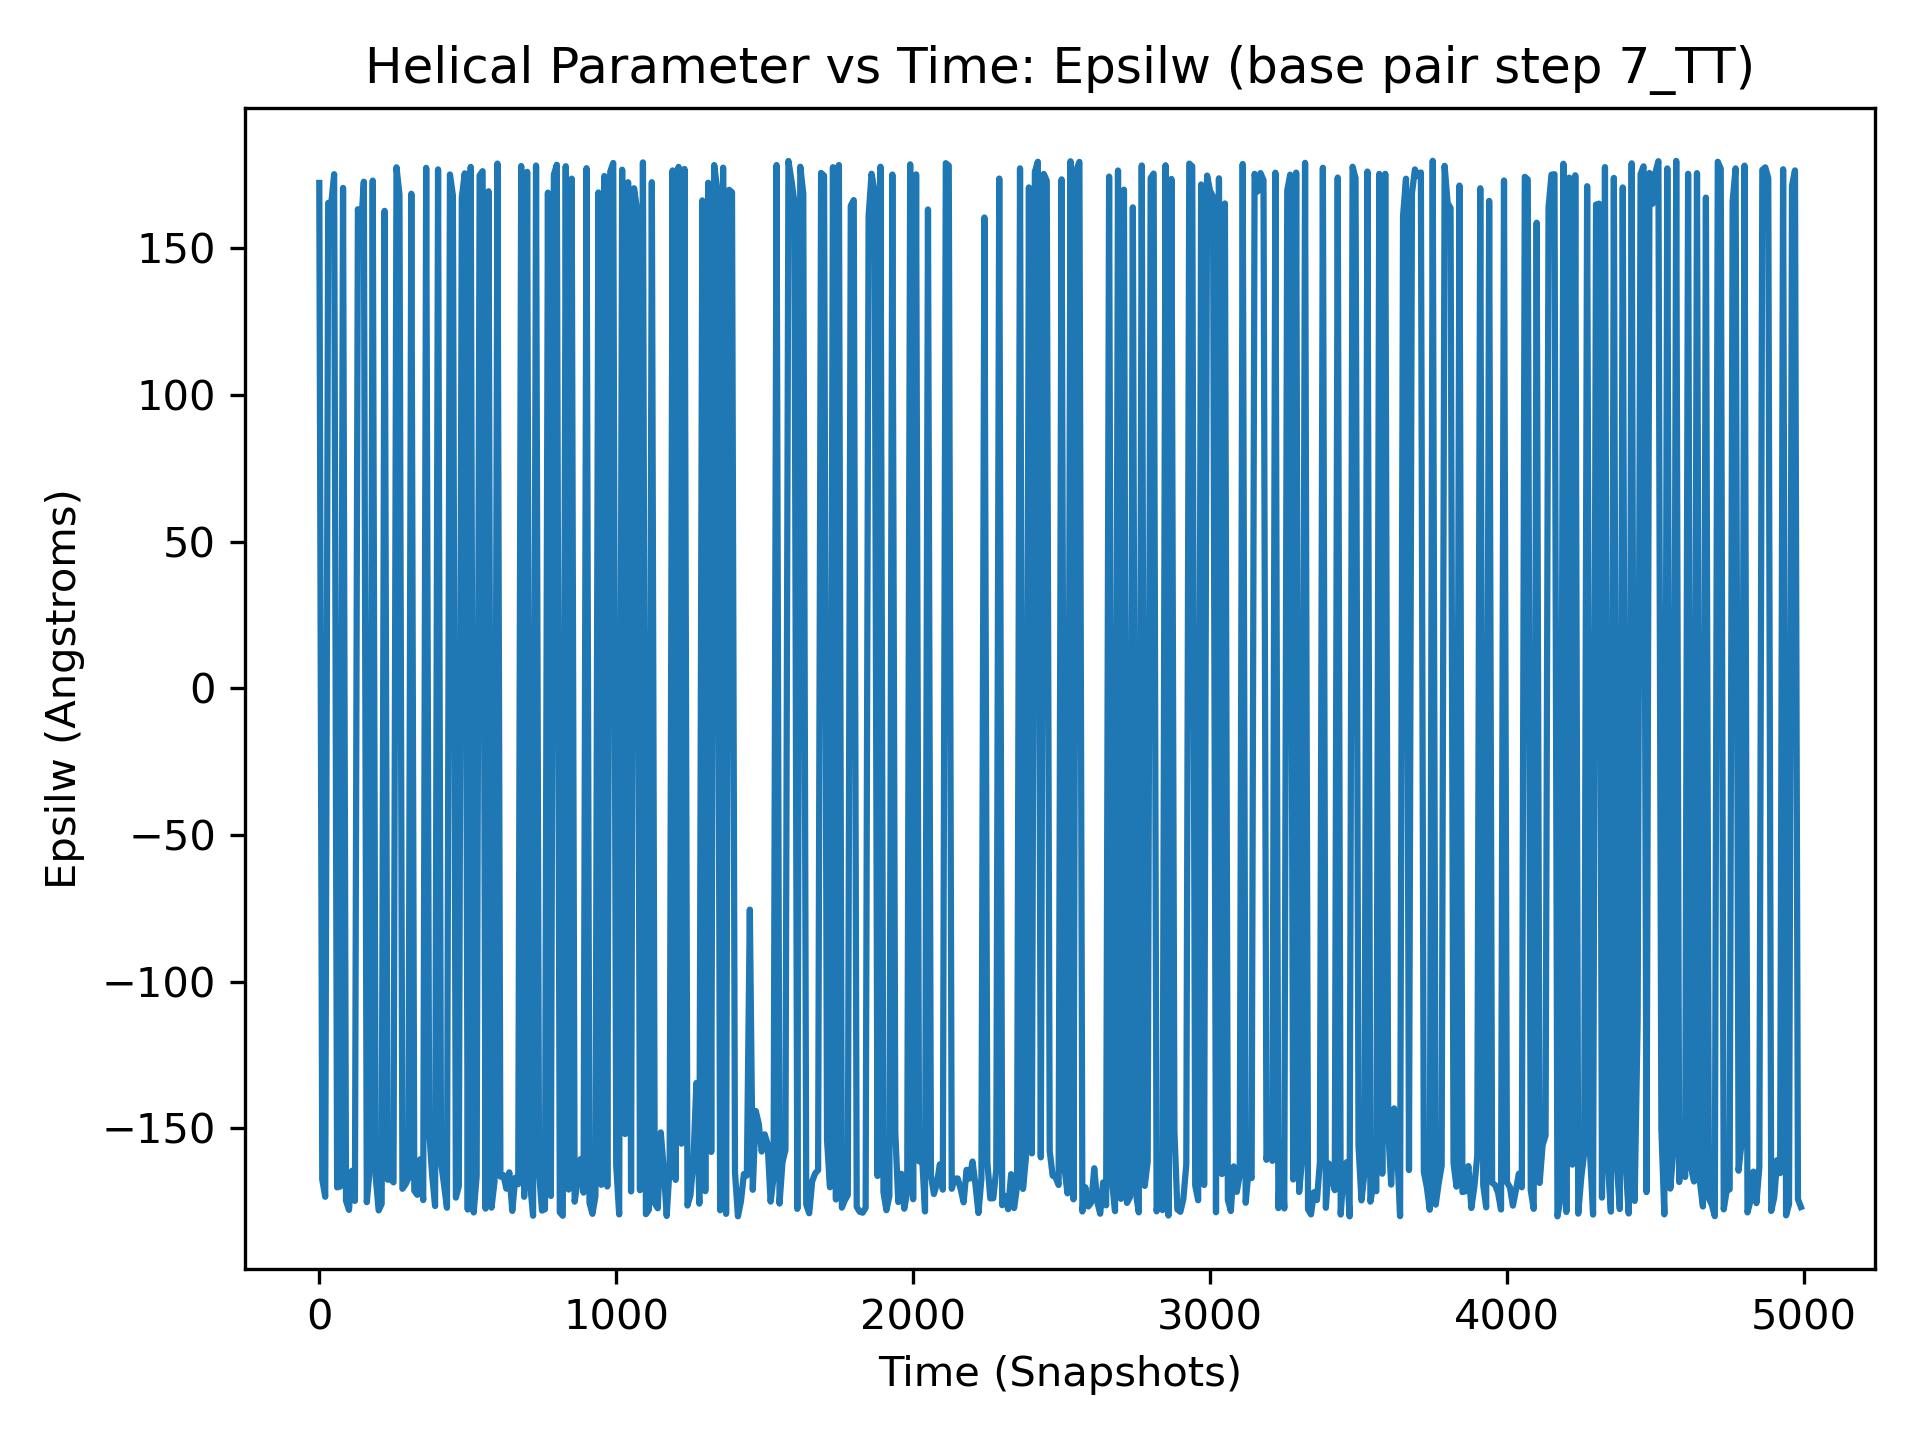 Helical Parameter vs Time: Epsilw (base pair step 7_TT)
Epsilw (Angstroms)
150
100
50
0
−50
−100
−150
0 1000 2000 3000 4000 5000
Time (Snapshots)